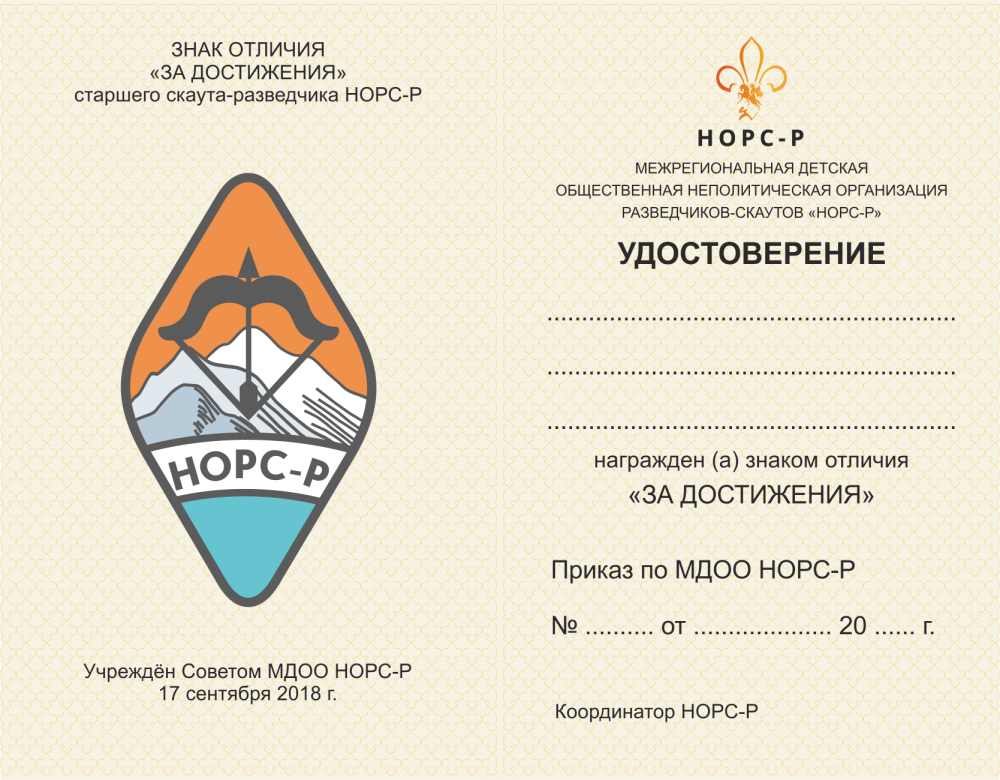 ЗНАК ОТЛИЧИЯ
«ЗА ДОСТИЖЕНИЯ»
старшего скаута-разведчика НОРС-Р
НОРС-Р
Учреждён Советом МДОО НОРС-Р
17 сентября 2018 г.
НОРС-Р
МЕЖРЕГИОНАЛЬНАЯ ДЕТСКАЯ
ОБЩЕСТВЕННАЯ НЕПОЛИТИЧЕСКАЯ ОРГАНИЗАЦИЯ
РАЗВЕДЧИКОВ-СКАУТОВ «НОРС-Р»
УДОСТОВЕРЕНИЕ
............................................................
............................................................
............................................................
награжден (а) знаком отличия
«ЗА ДОСТИЖЕНИЯ»
Приказ по МДОО НОРС-Р
№ .......... от .................... 20 ...... г.
Координатор НОРС-Р